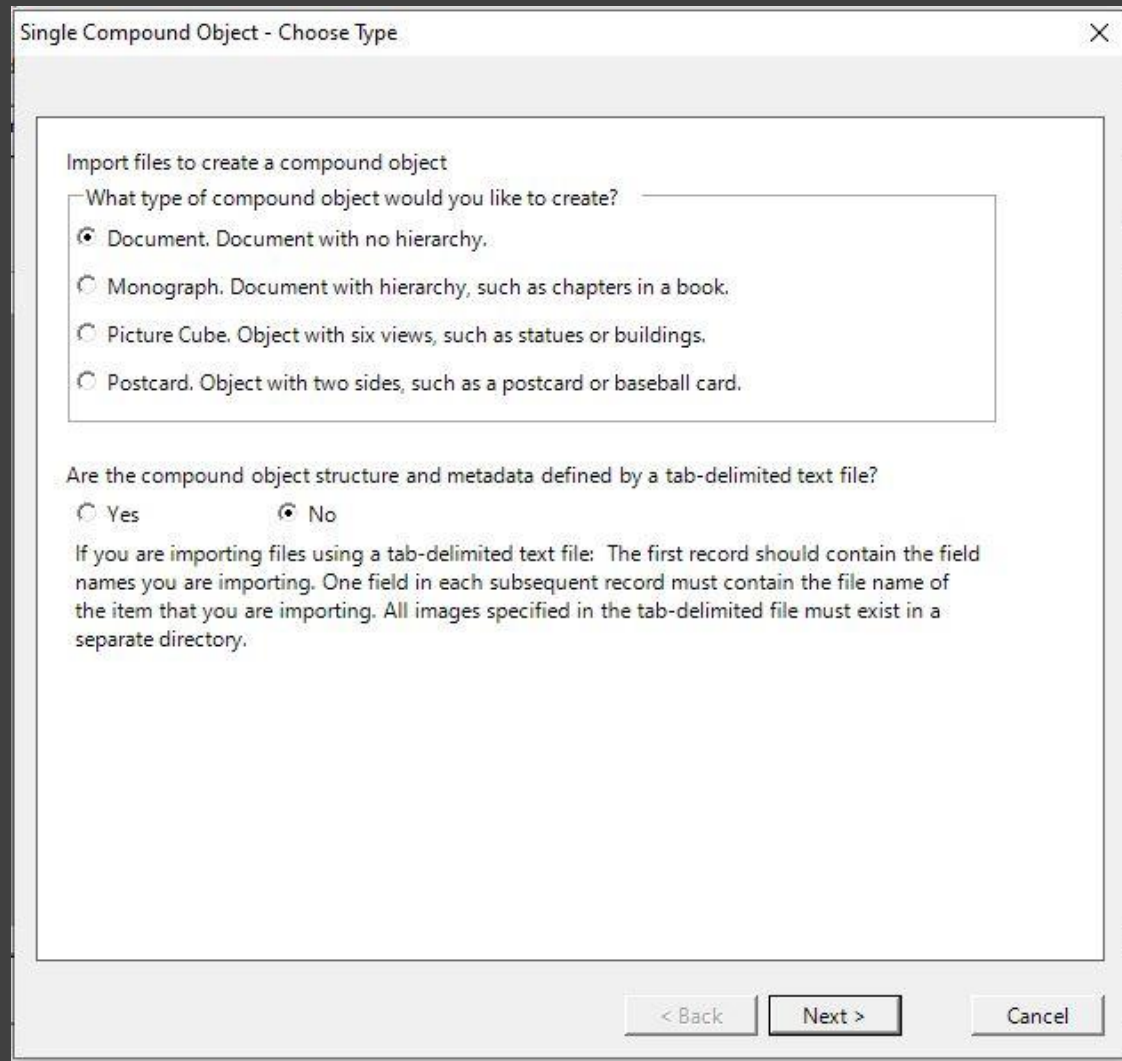 Single Compound Object - Choose Type
Import files to create a compound object
What type of compound object would you like to create?
Document. Document with no hierarchy.
Monograph. Document with hierarchy, such as chapters in a book.
Picture Cube. Object with six views, such as statues or buildings.
Postcard. Object with two sides, such as a postcard or baseball card.
Are the compound object structure and metadata defined by a tab-delimited text file?
Yes No
If you are importing files using a tab-delimited text file:  The first record should contain the field
names you are importing. One field in each subsequent record must contain the file name of
the item that you are importing. All images specified in the tab-delimited file must exist in a
separate directory.
< Back Next > Cancel